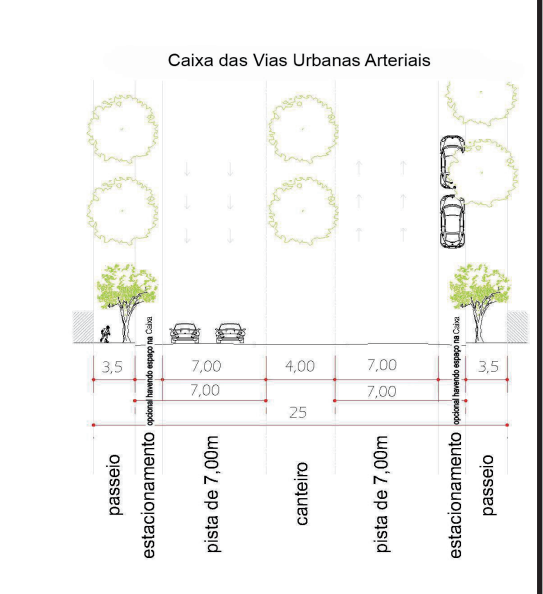 Caixa das Vias Urbanas Arteriais
opcional havendo espaço na Caixa
opcional havendo espaço na Caixa
3,5 7,00 4,00 7,00 3,5
7,00 7,00
25
passeio
estacionamento
pista de 7,00m
canteiro
pista de 7,00m
estacionamento
passeio